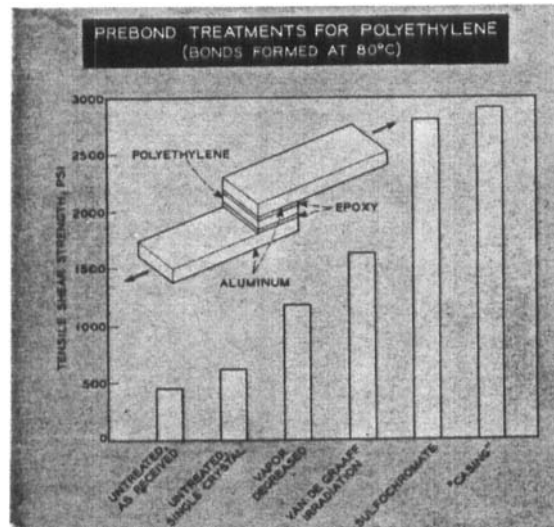 PREBOND TREATMENTS FOR POLYETHYLENE
(BONDS FORMED AT 80°C)
TENSILE SHEAR STRENGTH, PSI
3000
2500
2000
1500
1000
500
0
POLYETHYLENE
EPOXY
ALUMINUM
UNTREATED,
AS RECEIVED
UNTREATED,
SINGLE CRYSTAL
VAPOR
DEGREASED
VAN DE GRAAFF
IRRADIATION
SULFOCHROMATE
"CASING"